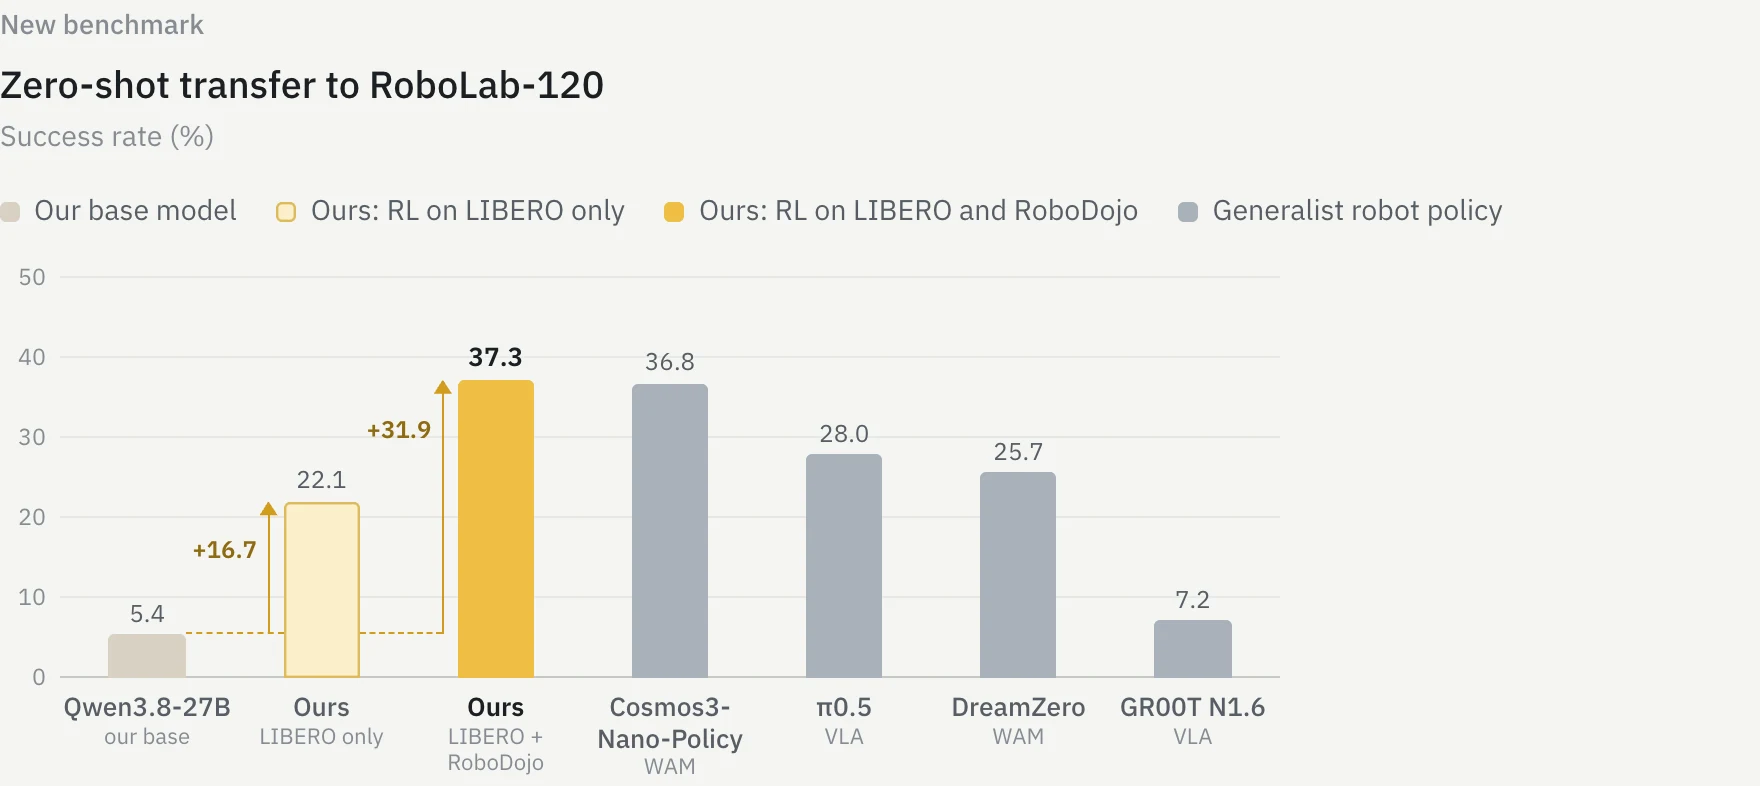 New benchmark
Zero-shot transfer to RoboLab-120
Success rate (%)
Our base model Ours: RL on LIBERO only Ours: RL on LIBERO and RoboDojo Generalist robot policy
50
40
30
20
10
0
5.4
+16.7
22.1
+31.9
37.3
36.8
28.0
25.7
7.2
Qwen3.8-27B
our base
Ours
LIBERO only
Ours
LIBERO +
RoboDojo
Cosmos3-
Nano-Policy
WAM
π0.5
VLA
DreamZero
WAM
GR00T N1.6
VLA